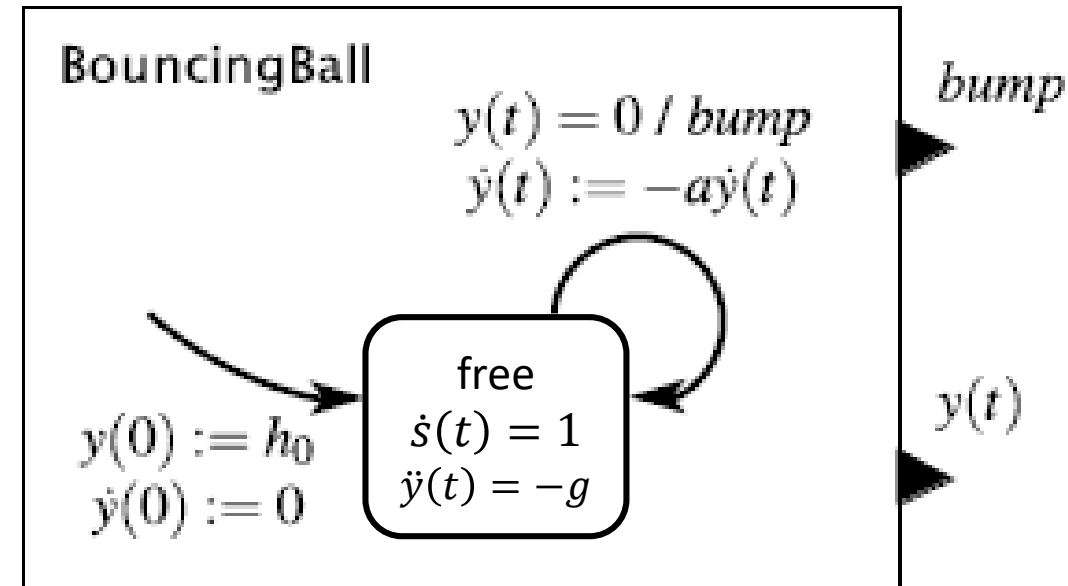 BouncingBall
y(t) = 0 / bump
ẏ(t) := −aẏ(t)
bump
free
ṡ(t) = 1
ÿ(t) = −g
y(0) := h₀
ẏ(0) := 0
y(t)